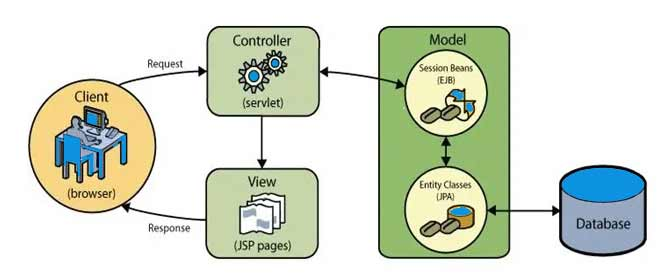 Client
(browser)
Request
Controller
(servlet)
View
(JSP pages)
Response
Model
Session Beans
(EJB)
Entity Classes
(JPA)
Database